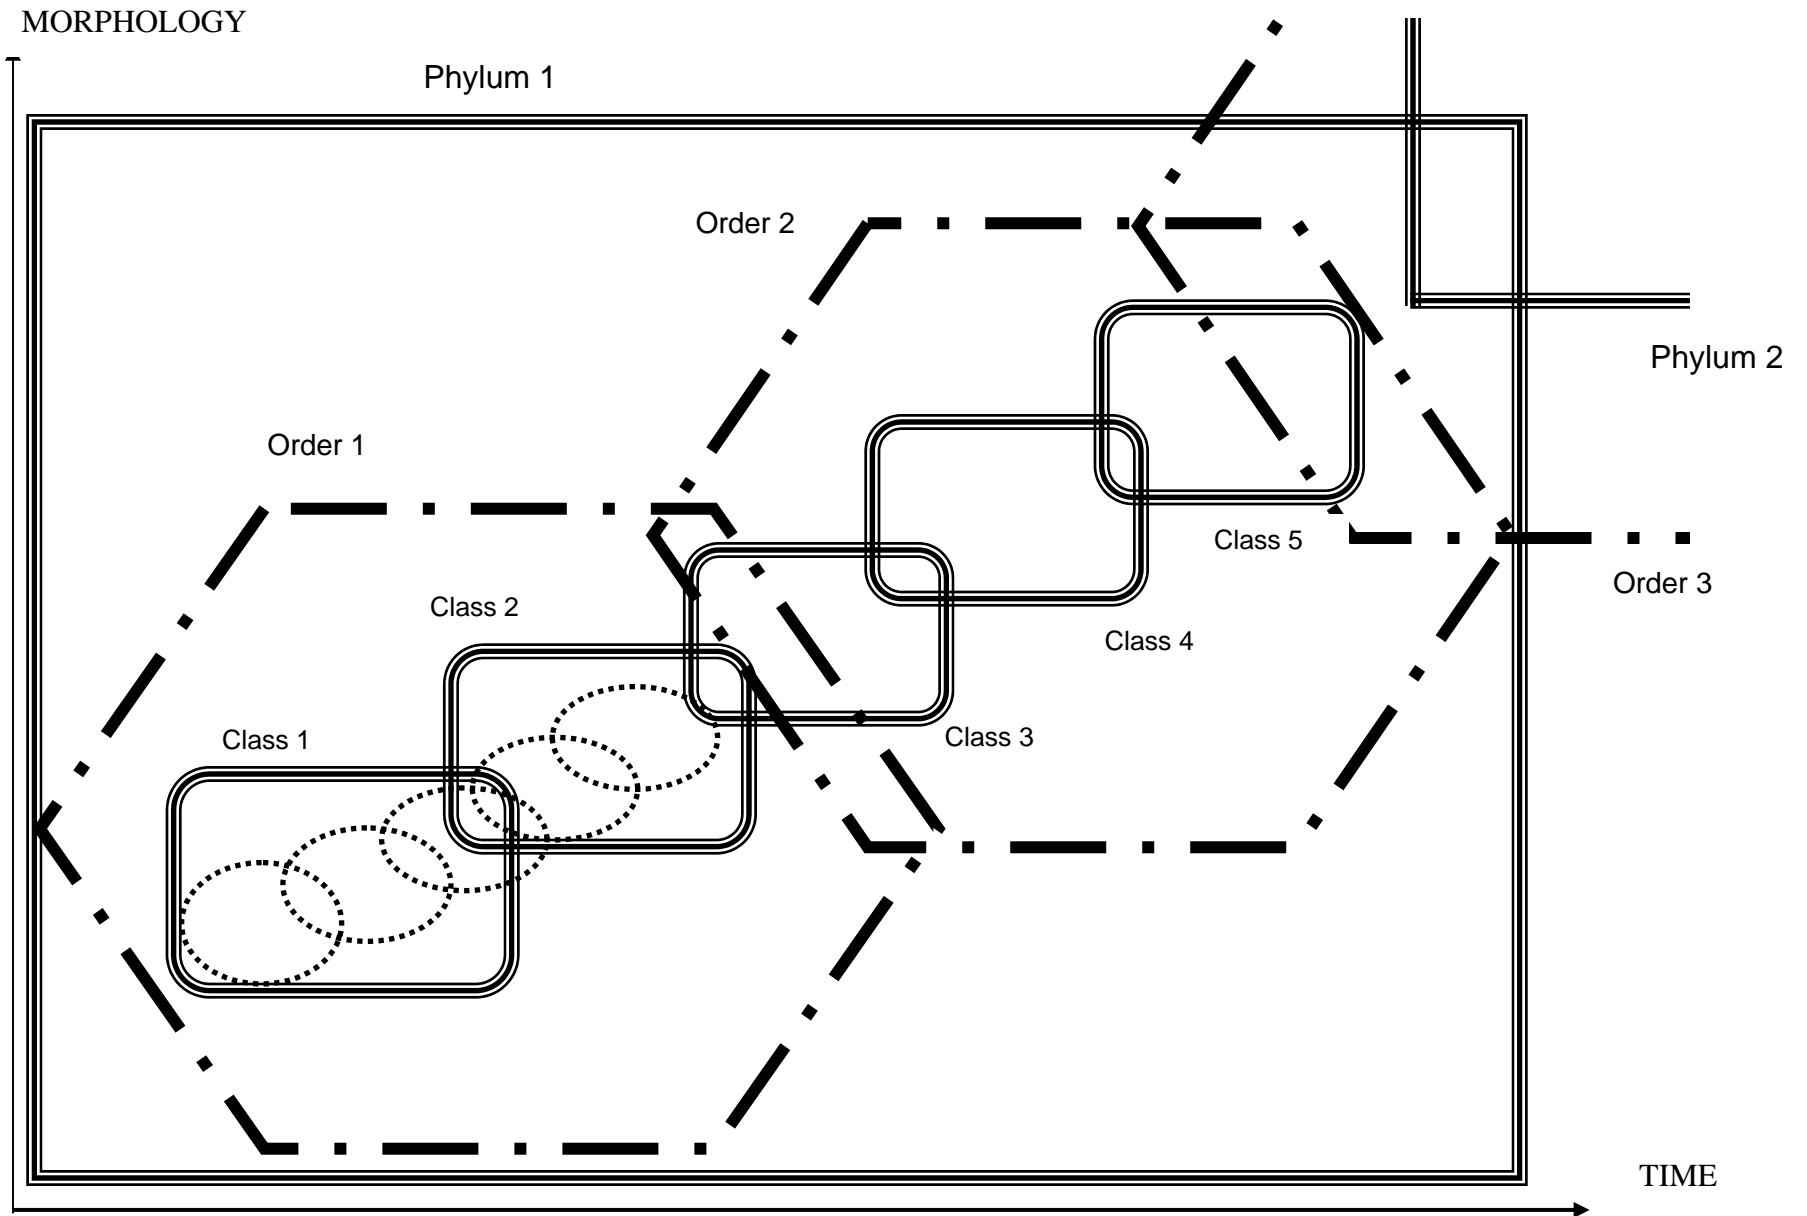 MORPHOLOGY
Phylum 1
Order 2
Phylum 2
Order 1
Class 5
Order 3
Class 2
Class 4
Class 3
Class 1
TIME